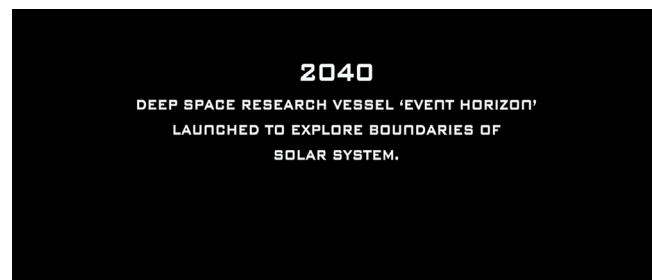 2040
DEEP SPACE RESEARCH VESSEL ‘EVENT HORIZON’
LAUNCHED TO EXPLORE BOUNDARIES OF
SOLAR SYSTEM.